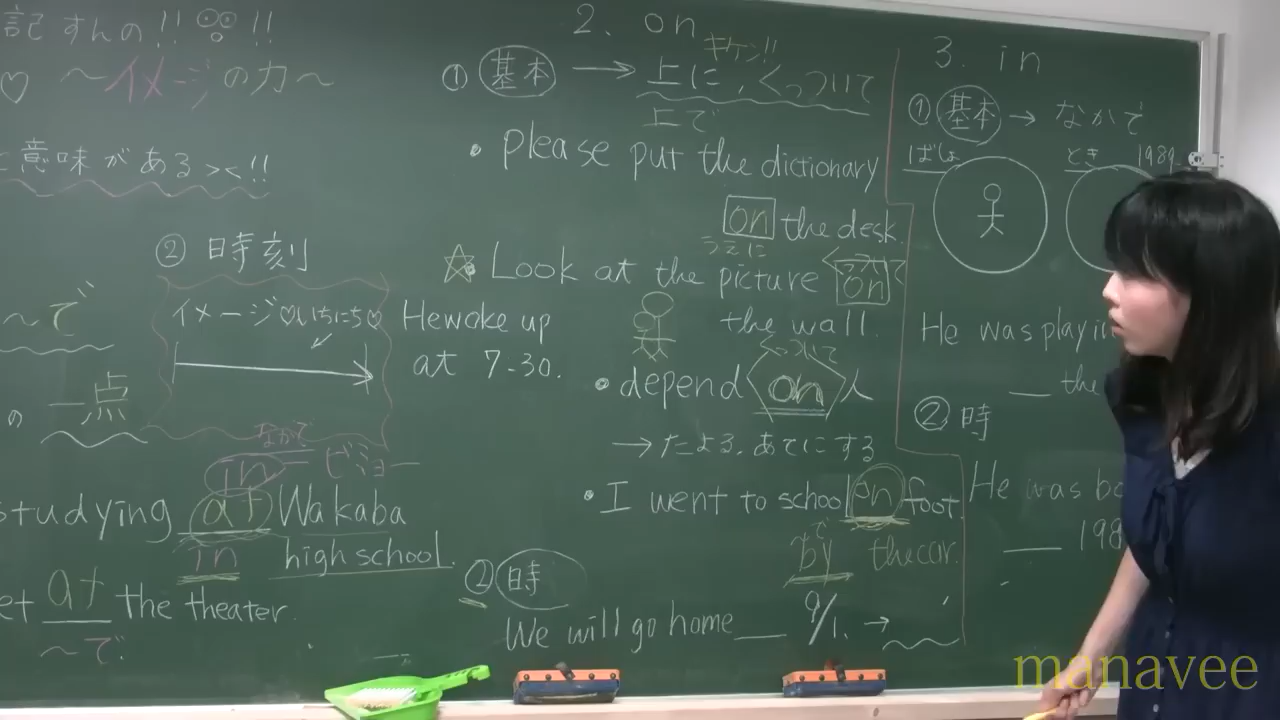 記すんの!! !!
♡ 〜イメージの力〜
意味がある><!!
② 時刻
イメージ♡いちにち♡
〜で
の一点
He woke up
at 7-30.
なかで
in
studying at Wakaba
in high school.
et at the theater.
〜で
2. on
キケン!!
① 基本 → 上に、くっついて
上で
• please put the dictionary
on the desk.
うえに
☆ Look at the picture on
the wall.
くっついて
• depend on 人
→ たよる、あてにする
• I went to school on foot.
で
by the car.
② 時
We will go home __ 9/1. →
3. in
① 基本 → なかで
ばしょ とき 1989
He was playin
__ the
② 時
He was bo
__ 198
manavee